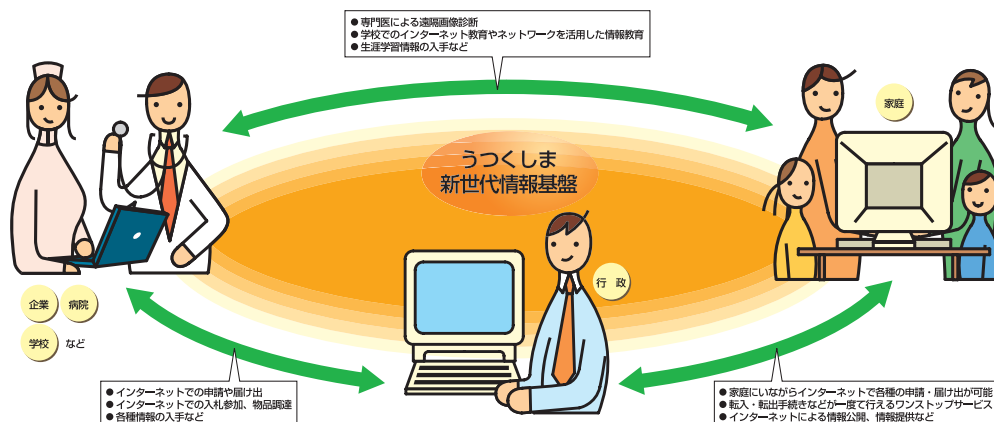 ● 専門医による遠隔画像診断
● 学校でのインターネット教育やネットワークを活用した情報教育
● 生涯学習情報の入手など
家庭
うつくしま
新世代情報基盤
行 政
企業 病院
学校 など
● インターネットでの申請や届け出
● インターネットでの入札参加、物品調達
● 各種情報の入手など
● 家庭にいながらインターネットで各種の申請・届け出が可能
● 転入・転出手続きなどが一度で行えるワンストップサービス
● インターネットによる情報公開、情報提供など